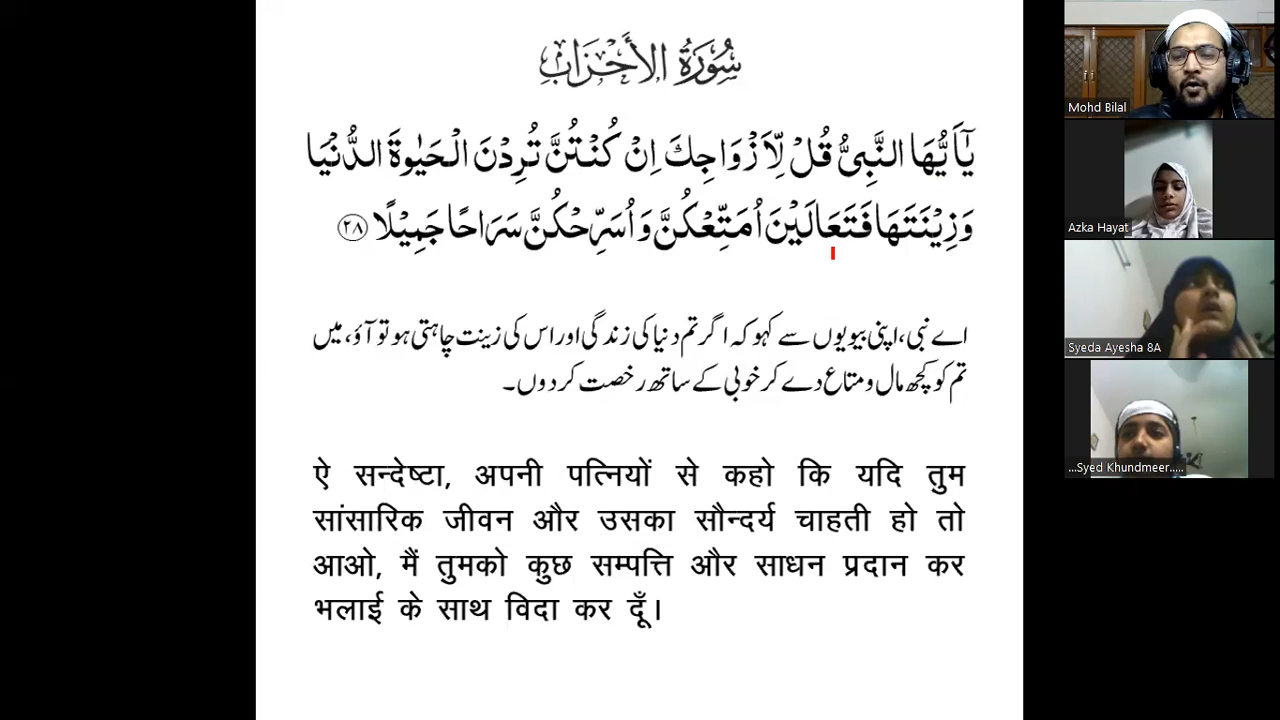 سُورَةُ الأَحْزَابِ
يٰۤاَيُّهَا النَّبِىُّ قُلْ لِّاَزْوَاجِكَ اِنْ كُنْتُنَّ تُرِدْنَ الْحَيٰوةَ الدُّنْيَا
وَزِيْنَتَهَا فَتَعَالَيْنَ اُمَتِّعْكُنَّ وَاُسَرِّحْكُنَّ سَرَاحًا جَمِيْلًا ﴿۲۸﴾
اے نبی، اپنی بیویوں سے کہو کہ اگر تم دنیا کی زندگی اور اس کی زینت چاہتی ہو تو آؤ، میں
تم کو کچھ مال و متاع دے کر خوبی کے ساتھ رخصت کر دوں۔
ऐ सन्देष्टा, अपनी पत्नियों से कहो कि यदि तुम
सांसारिक जीवन और उसका सौन्दर्य चाहती हो तो
आओ, मैं तुमको कुछ सम्पत्ति और साधन प्रदान कर
भलाई के साथ विदा कर दूँ।
Mohd Bilal
Azka Hayat
Syeda Ayesha 8A
...Syed Khundmeer.....